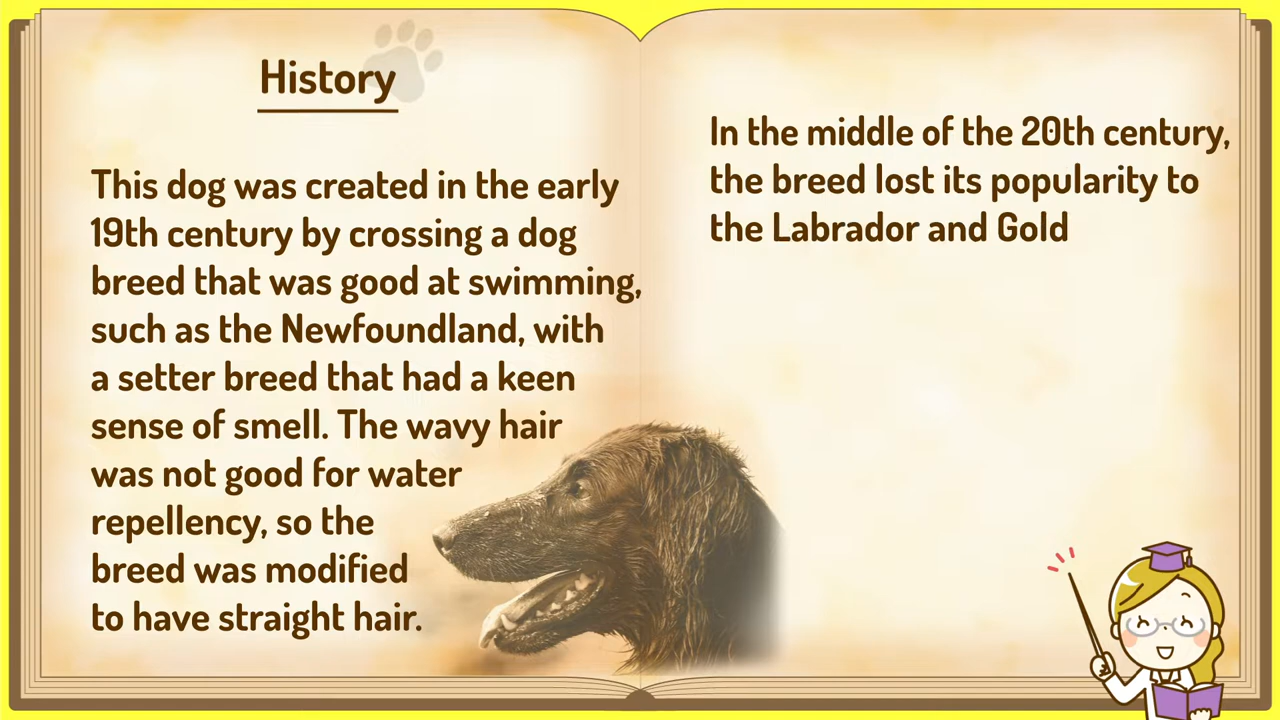 History
This dog was created in the early
19th century by crossing a dog
breed that was good at swimming,
such as the Newfoundland, with
a setter breed that had a keen
sense of smell. The wavy hair
was not good for water
repellency, so the
breed was modified
to have straight hair.
In the middle of the 20th century,
the breed lost its popularity to
the Labrador and Gold